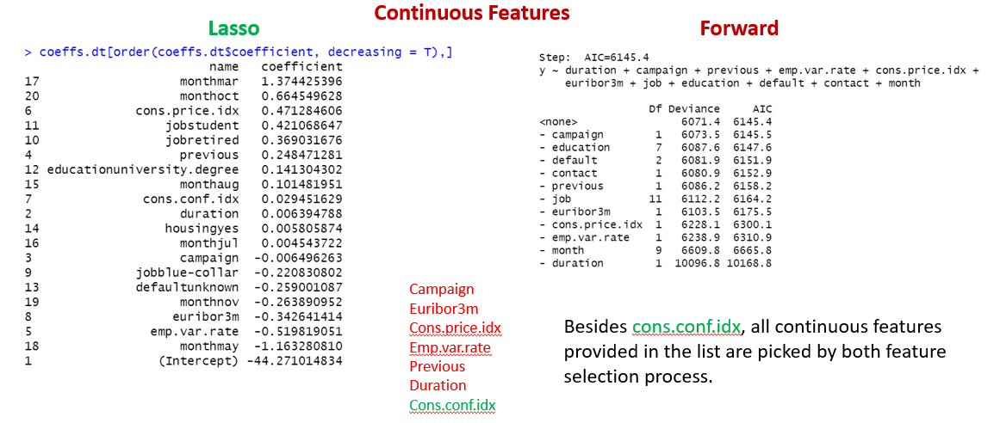 Continuous Features
Lasso
> coeffs.dt[order(coeffs.dt$coefficient, decreasing = T),]
name coefficient
17 monthmar 1.374425396
20 monthoct 0.664549628
6 cons.price.idx 0.471284606
11 jobstudent 0.421068647
10 jobretired 0.369031676
4 previous 0.248471281
12 educationuniversity.degree 0.141304302
15 monthaug 0.101481951
7 cons.conf.idx 0.029451629
2 duration 0.006394788
14 housingyes 0.005805874
16 monthjul 0.004543722
3 campaign -0.006496263
9 jobblue-collar -0.220830802
13 defaultunknown -0.259001087
19 monthnov -0.263890952
8 euribor3m -0.342641414
5 emp.var.rate -0.519819051
18 monthmay -1.163280810
1 (Intercept) -44.271014834
Campaign
Euribor3m
Cons.price.idx
Emp.var.rate
Previous
Duration
Cons.conf.idx
Forward
Step: AIC=6145.4
y ~ duration + campaign + previous + emp.var.rate + cons.price.idx +
euribor3m + job + education + default + contact + month
Df Deviance AIC
<none> 6071.4 6145.4
- campaign 1 6073.5 6145.5
- education 7 6087.6 6147.6
- default 2 6081.9 6151.9
- contact 1 6080.9 6152.9
- previous 1 6086.2 6158.2
- job 11 6112.2 6164.2
- euribor3m 1 6103.5 6175.5
- cons.price.idx 1 6228.1 6300.1
- emp.var.rate 1 6238.9 6310.9
- month 9 6609.8 6665.8
- duration 1 10096.8 10168.8
Besides cons.conf.idx, all continuous features
provided in the list are picked by both feature
selection process.